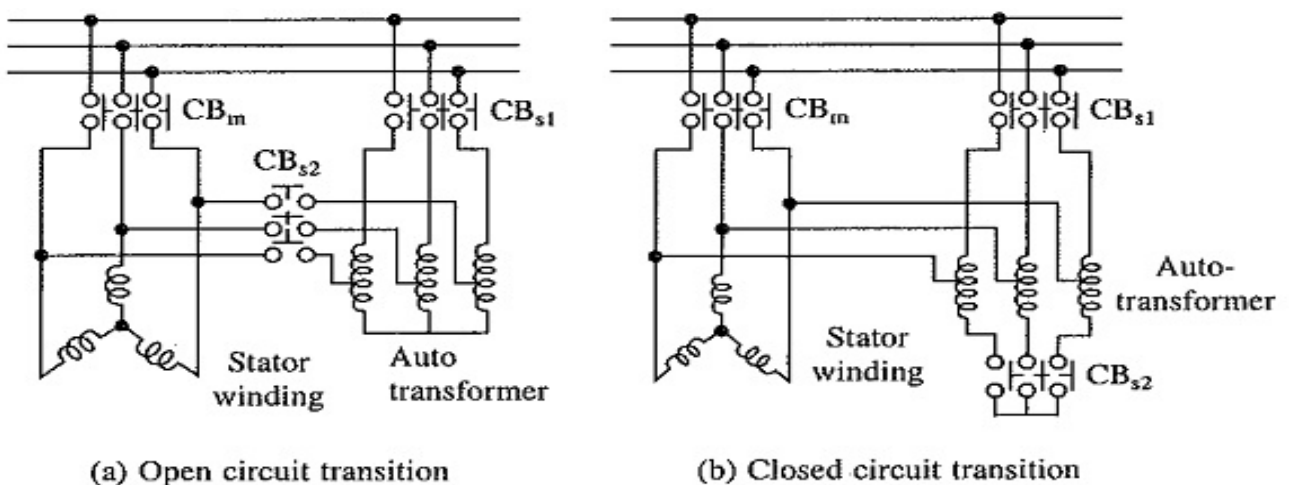 CBm
CBs1
CBs2
Stator
winding
Auto
transformer
(a) Open circuit transition
CBm
CBs1
Auto-
transformer
Stator
winding
CBs2
(b) Closed circuit transition